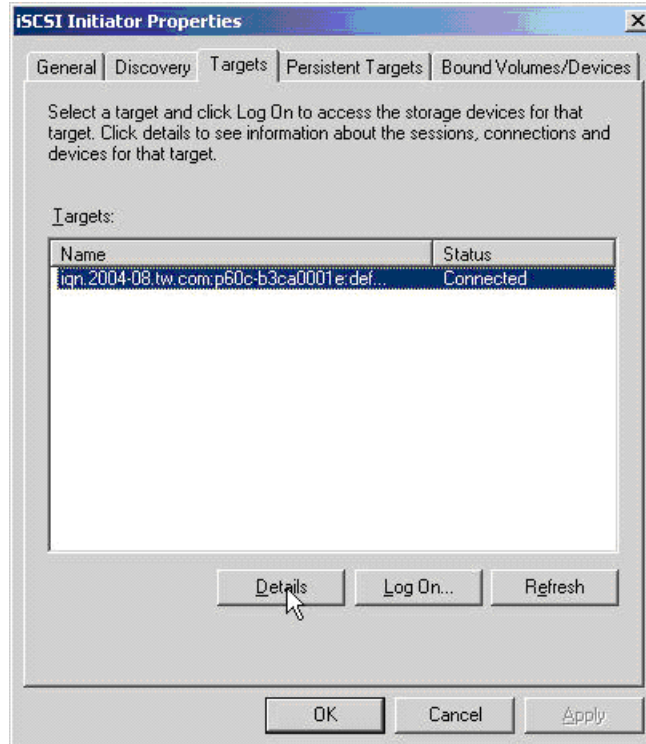 iSCSI Initiator Properties
General Discovery Targets Persistent Targets Bound Volumes/Devices
Select a target and click Log On to access the storage devices for that
target. Click details to see information about the sessions, connections and
devices for that target.
Targets:
Name Status
iqn.2004-08.tw.com:p60c-b3ca0001e:def... Connected
Details Log On... Refresh
OK Cancel Apply